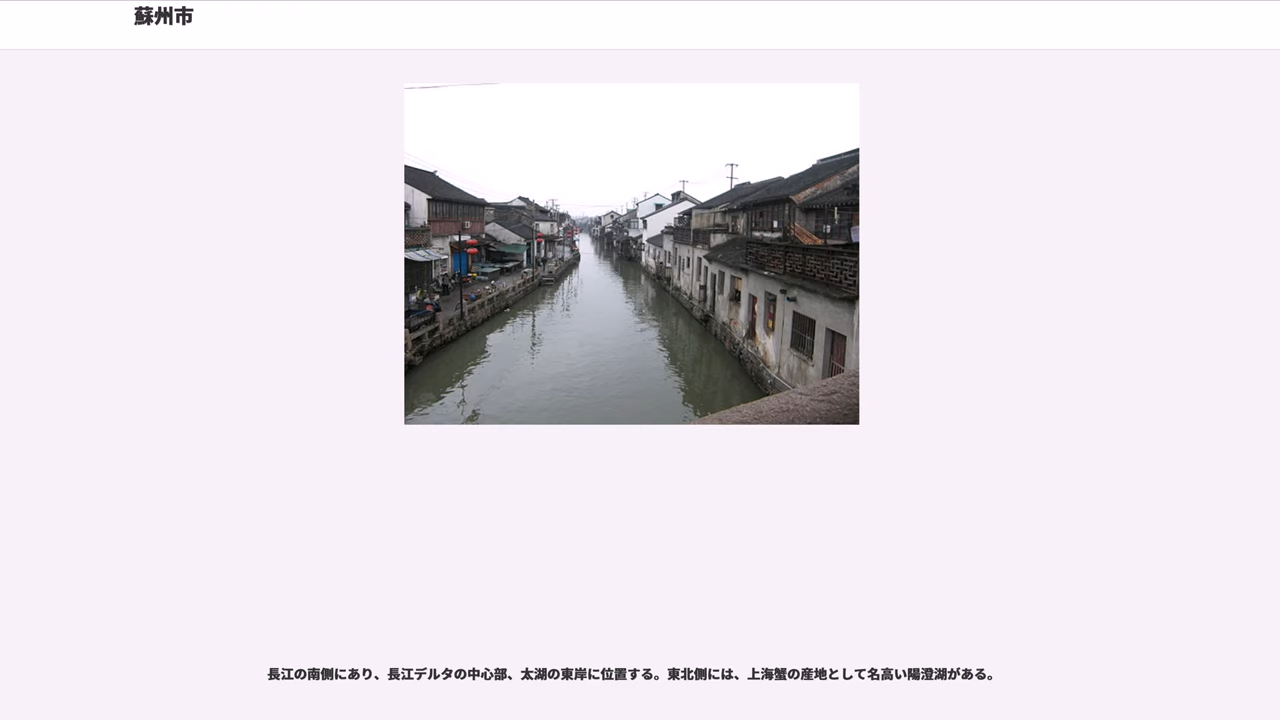 蘇州市
長江の南側にあり、長江デルタの中心部、太湖の東岸に位置する。東北側には、上海蟹の産地として名高い陽澄湖がある。